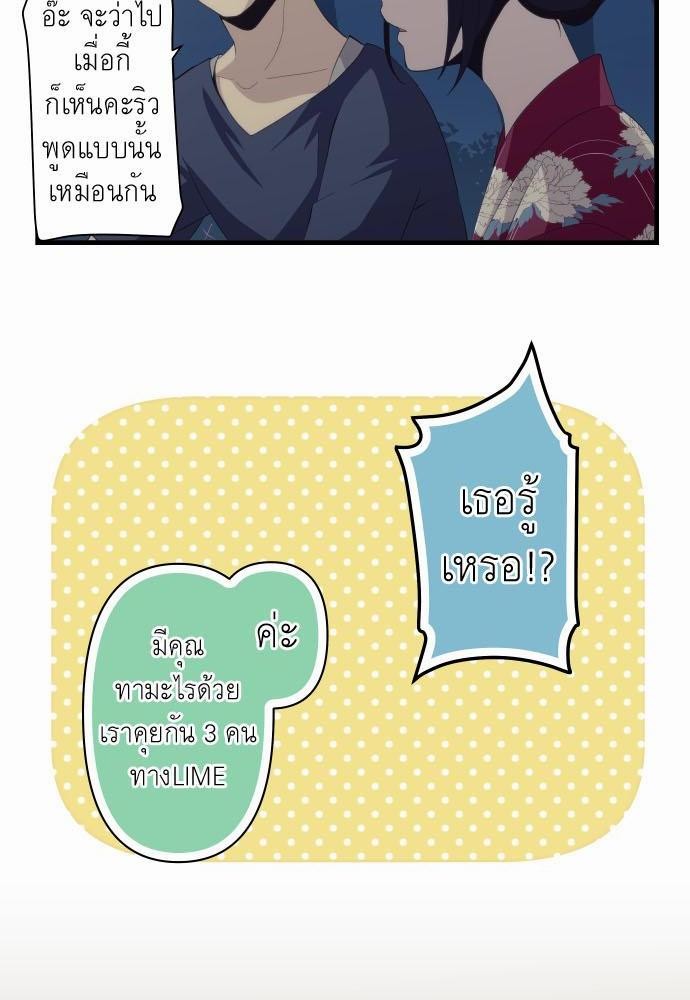 อ๊ะ จะว่าไป
เมื่อกี้
ก็เห็นคะริว
พูดแบบนั้น
เหมือนกัน
เธอรู้
เหรอ!?
ค่ะ
มีคุณ
ทามะไรด้วย
เราคุยกัน 3 คน
ทางLIME